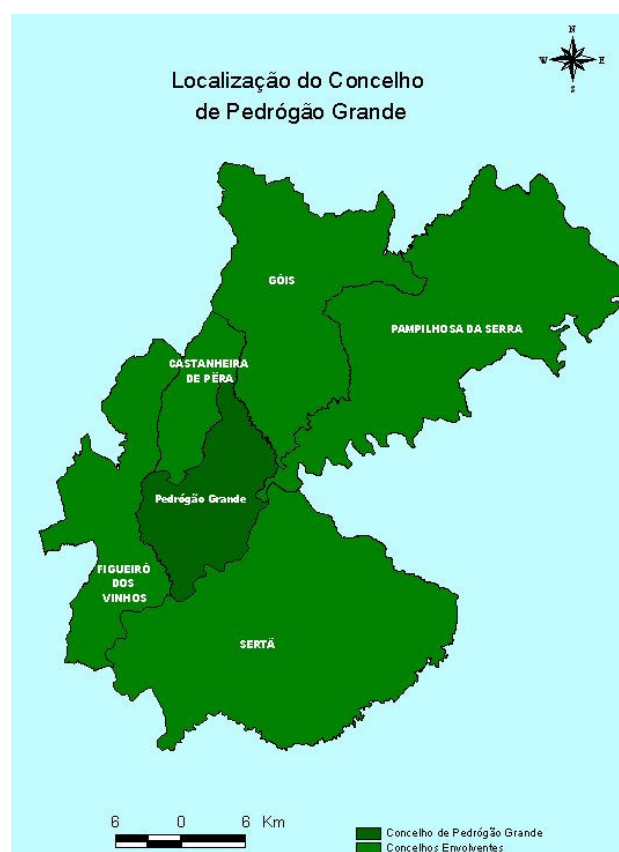 N
W E
S
Localização do Concelho
de Pedrógão Grande
GÓIS
PAMPILHOSA DA SERRA
CASTANHEIRA
DE PËRA
Pedrógão Grande
FIGUEIRÓ
DOS
VINHOS
SERTÃ
6 0 6 Km
Concelho de Pedrógão Grande
Concelhos Envolventes